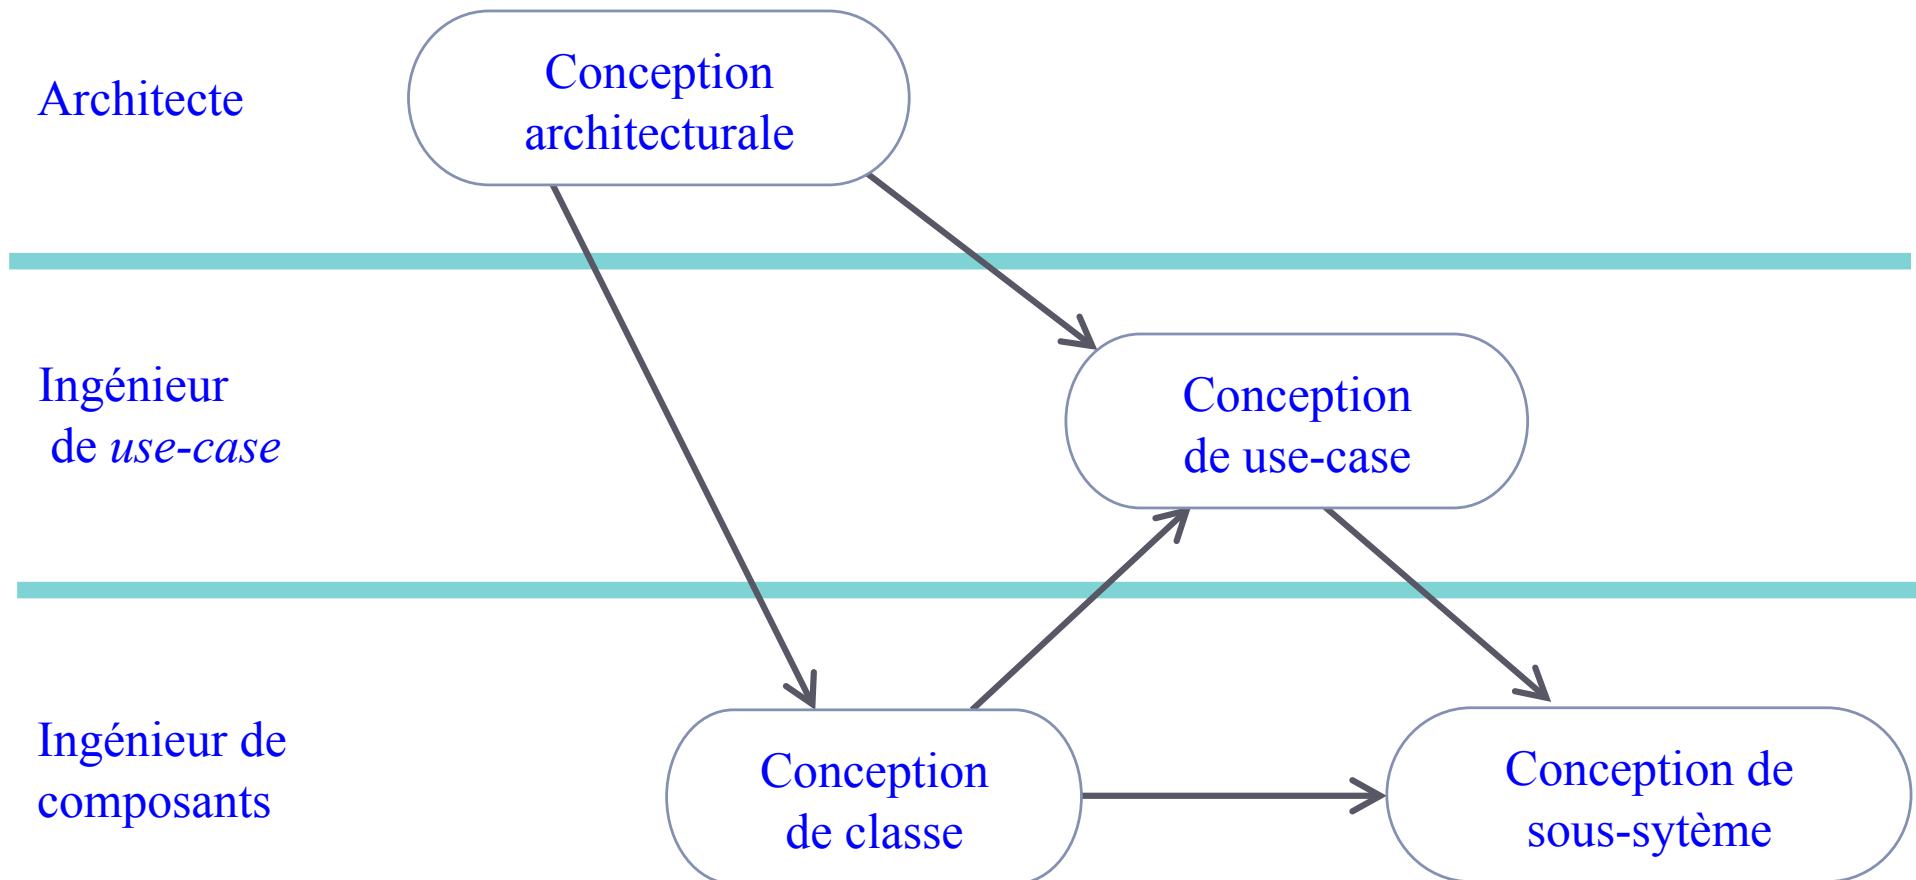 Architecte
Conception
architecturale
Ingénieur
de use-case
Conception
de use-case
Ingénieur de
composants
Conception
de classe
Conception de
sous-sytème